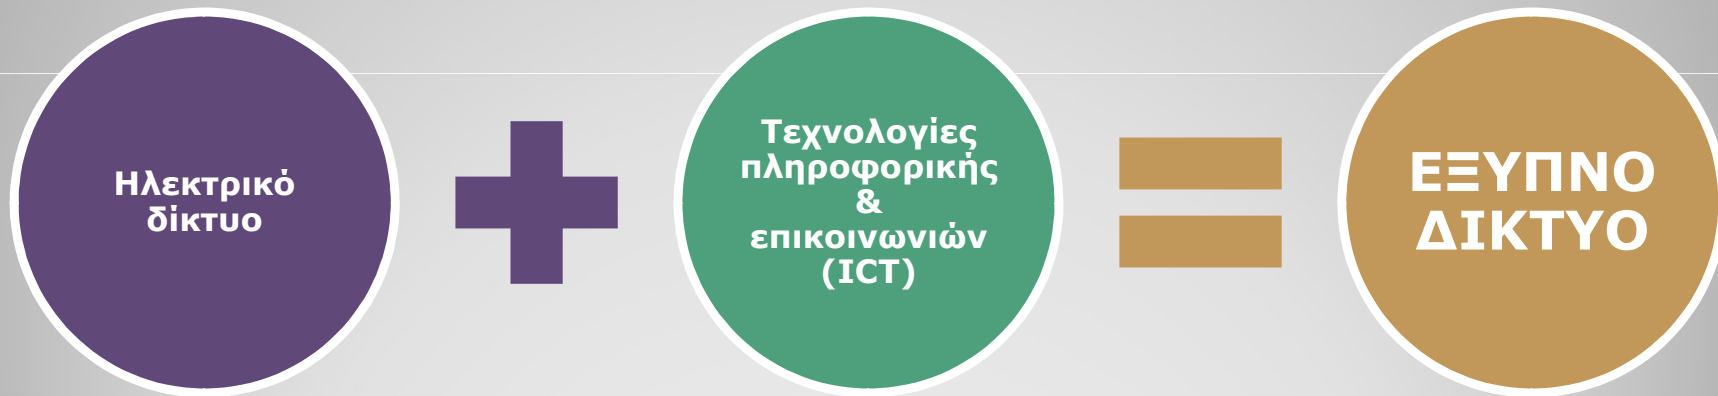 Ηλεκτρικό
δίκτυο
Τεχνολογίες
πληροφορικής
&
επικοινωνιών
(ICT)
ΕΞΥΠΝΟ
ΔΙΚΤΥΟ